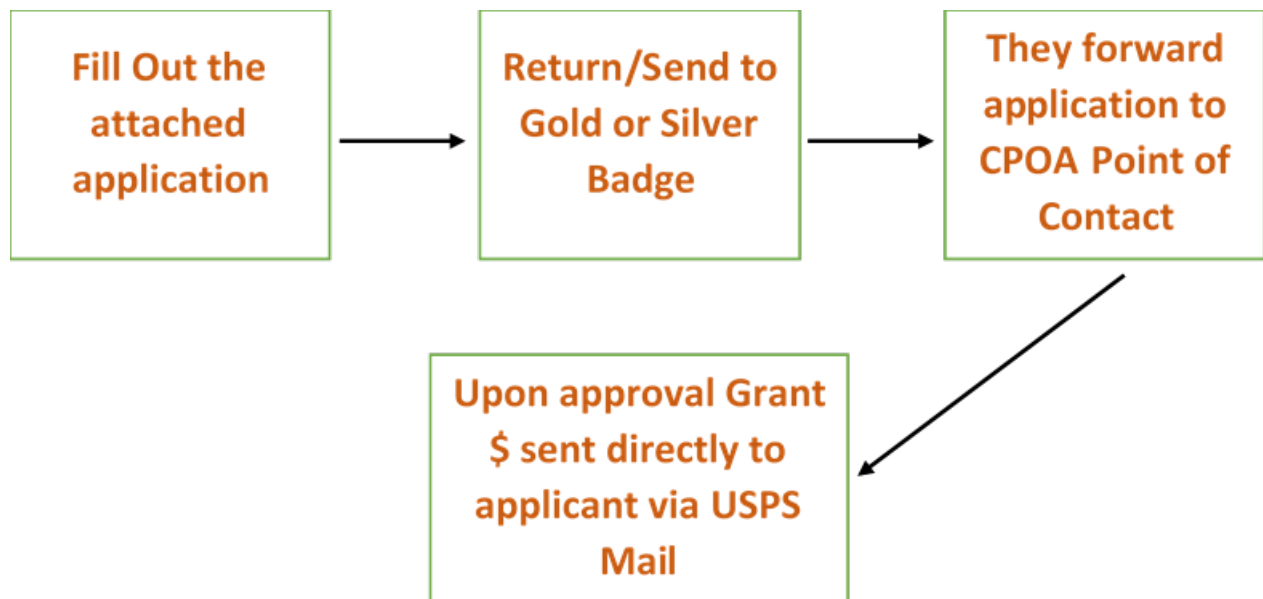 Fill Out the
attached
application
Return/Send to
Gold or Silver
Badge
They forward
application to
CPOA Point of
Contact
Upon approval Grant
$ sent directly to
applicant via USPS
Mail